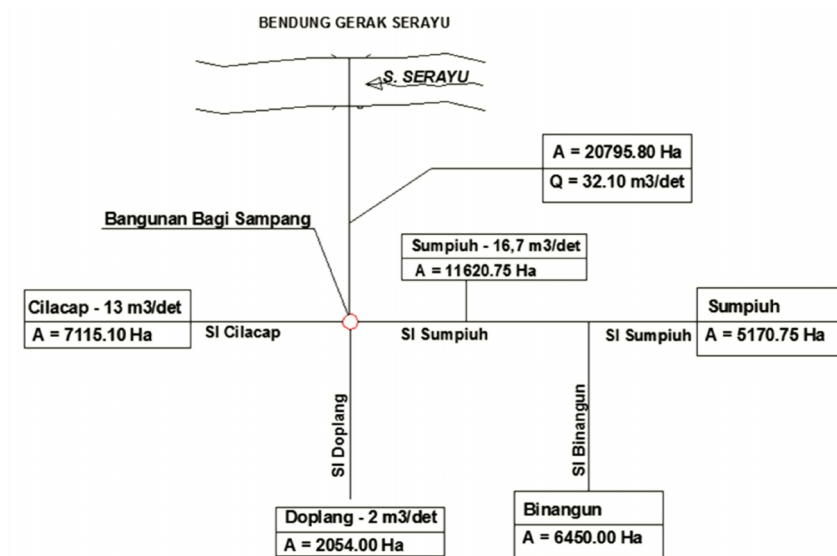 BENDUNG GERAK SERAYU
S. SERAYU
A = 20795.80 Ha
Q = 32.10 m3/det
Bangunan Bagi Sampang
Sumpiuh - 16,7 m3/det
A = 11620.75 Ha
Cilacap - 13 m3/det
A = 7115.10 Ha
SI Cilacap
SI Sumpiuh
SI Sumpiuh
Sumpiuh
A = 5170.75 Ha
SI Doplang
SI Binangun
Doplang - 2 m3/det
A = 2054.00 Ha
Binangun
A = 6450.00 Ha